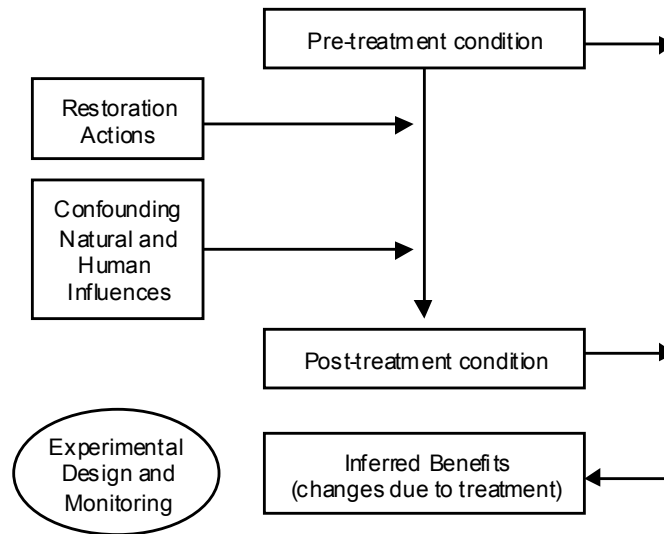 Pre-treatment condition
Restoration
Actions
Confounding
Natural and
Human
Influences
Post-treatment condition
Experimental
Design and
Monitoring
Inferred Benefits
(changes due to treatment)